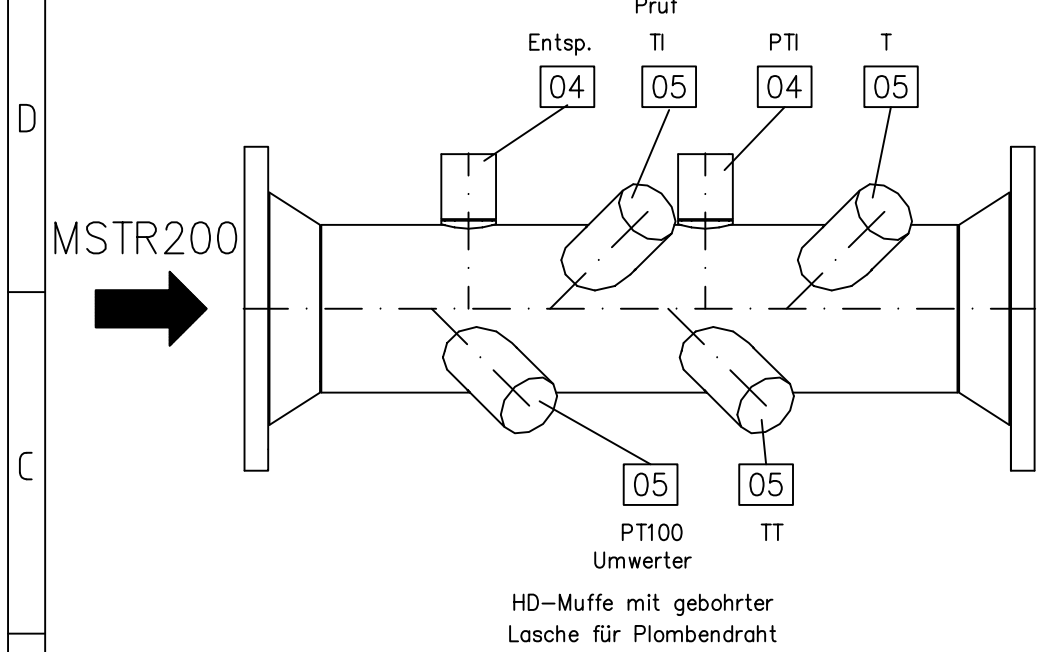 Prüf
Entsp. TI PTI T
04 05 04 05
D
MSTR200
C
05 05
PT100 TT
Umwerter
HD-Muffe mit gebohrter
Lasche für Plombendraht